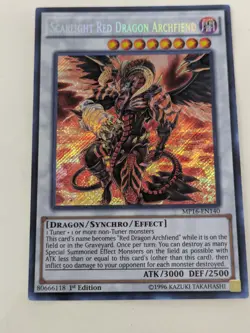 Scarlight Red Dragon Archfiend
MP16-EN140
[Dragon/Synchro/Effect]
1 Tuner + 1 or more non-Tuner monsters
This card's name becomes "Red Dragon Archfiend" while it is on the
field or in the Graveyard. Once per turn: You can destroy as many
Special Summoned Effect Monsters on the field as possible with
ATK less than or equal to this card's (other than this card), then
inflict 500 damage to your opponent for each monster destroyed.
ATK/3000 DEF/2500
80666118 1st Edition ©1996 KAZUKI TAKAHASHI